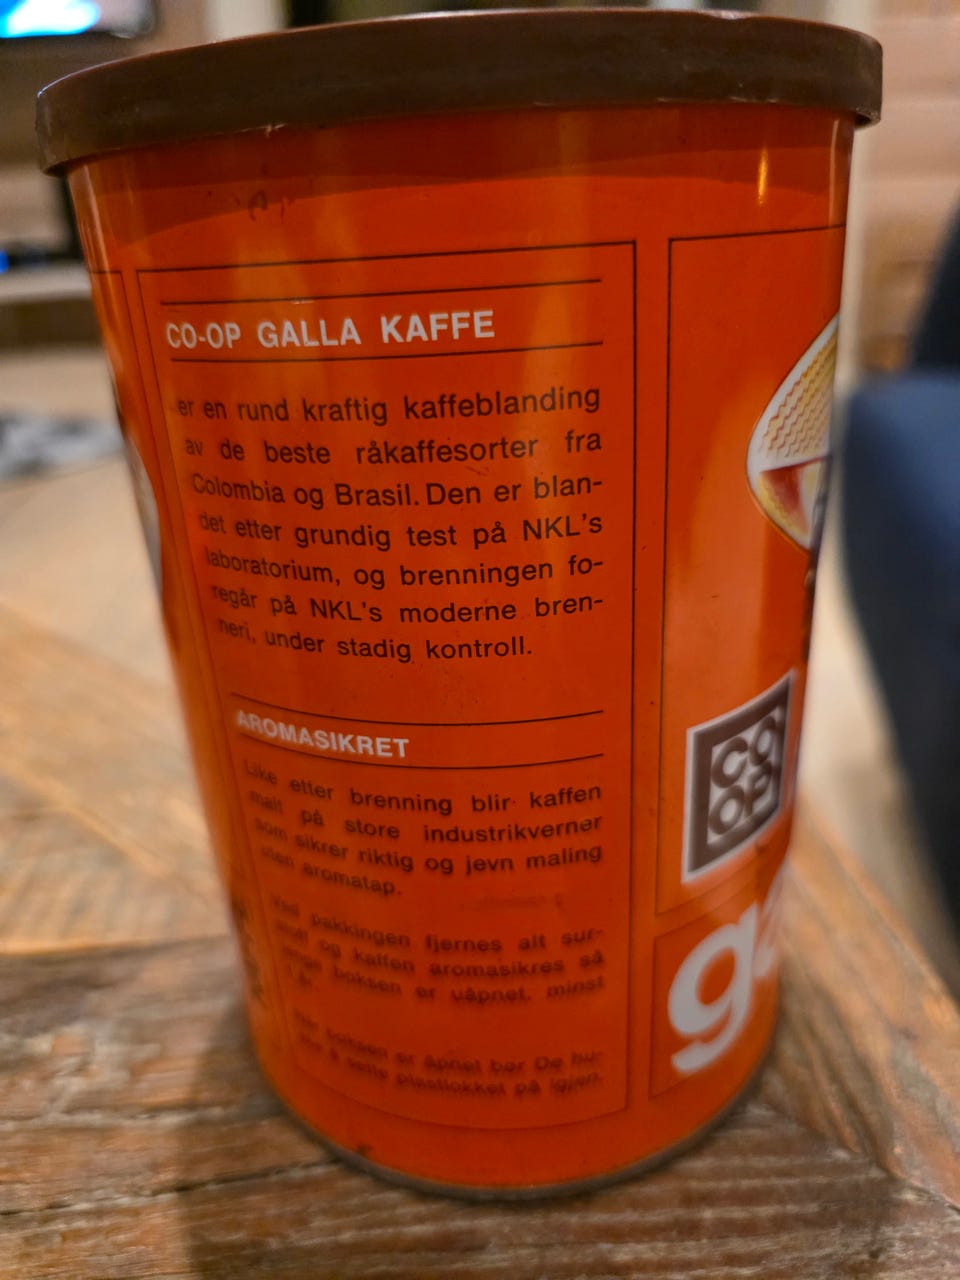 CO-OP GALLA KAFFE
er en rund kraftig kaffeblanding
av de beste råkaffesorter fra
Colombia og Brasil. Den er blan-
det etter grundig test på NKL's
laboratorium, og brenningen fo-
regår på NKL's moderne bren-
neri, under stadig kontroll.
AROMASIKRET
Like etter brenning blir kaffen
malt på store industrikverner
som sikrer riktig og jevn maling
uten aromatap.
Ved pakkingen fjernes alt sur-
stoff og kaffen aromasikres så
lenge boksen er uåpnet, minst
1 år.
Når boksen er åpnet bør De hu-
ske å sette plastlokket på igjen.
CO
OP
ga